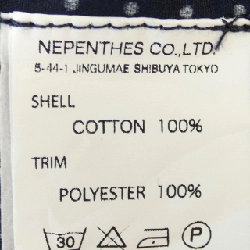 NEPENTHES CO.,LTD.
5-44-1 JINGUMAE SHIBUYA TOKYO
SHELL
COTTON 100%
TRIM
POLYESTER 100%
30 P